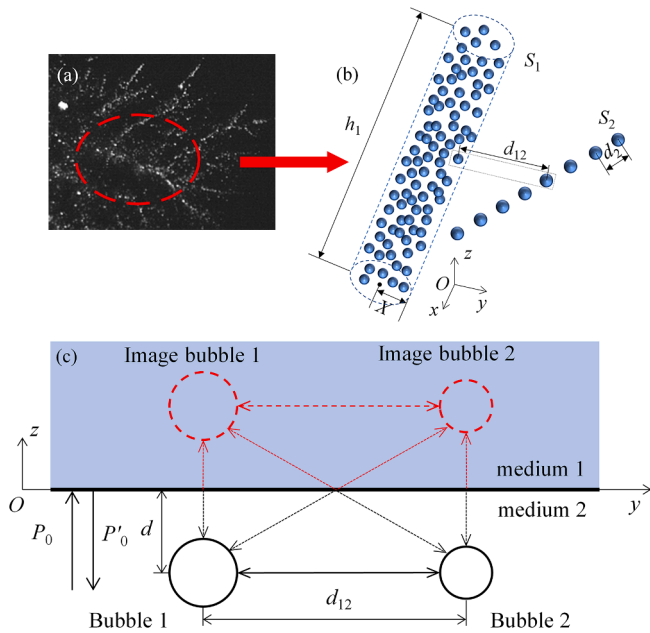 (a)
(b)
S₁
h₁
d₁₂
S₂
d₂
z
O
x
y
(c)
Image bubble 1
Image bubble 2
z
medium 1
O
y
medium 2
P₀
P′₀
d
d₁₂
Bubble 1
Bubble 2